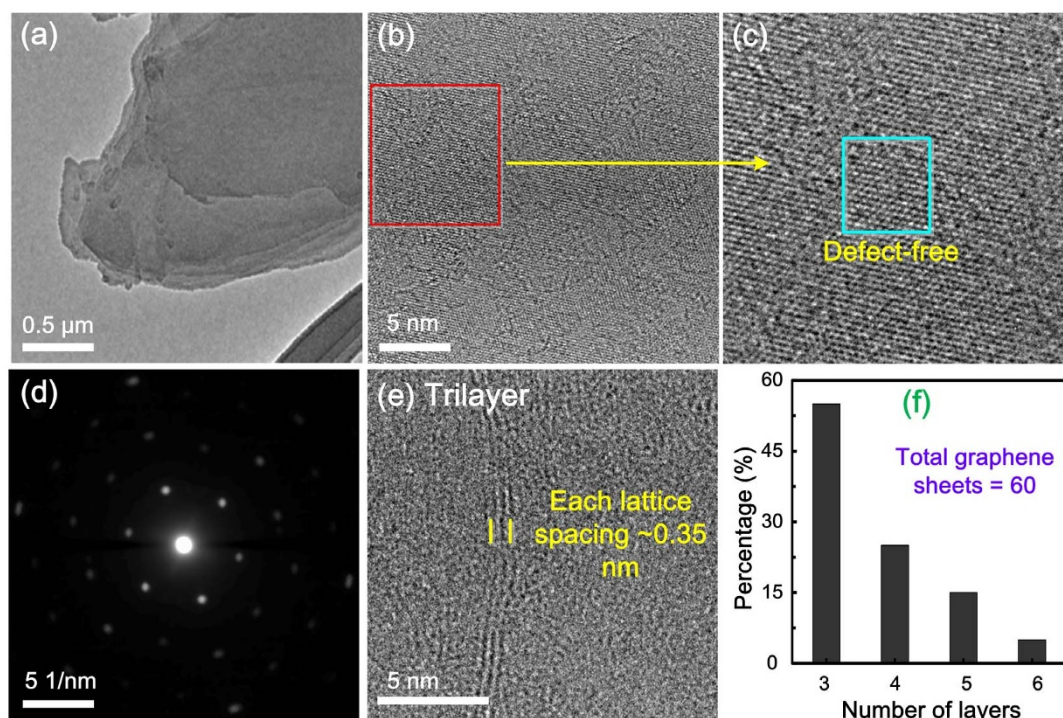 (a)
0.5 µm
(b)
5 nm
(c)
Defect-free
(d)
5 1/nm
(e) Trilayer
Each lattice
spacing ~0.35
nm
5 nm
(f)
Total graphene
sheets = 60
Percentage (%)
60
45
30
15
0
3 4 5 6
Number of layers